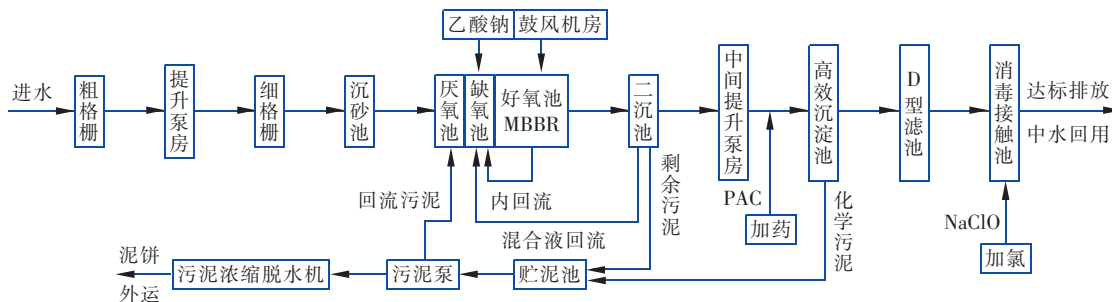 乙酸钠
鼓风机房
进水
粗格栅
提升泵房
细格栅
沉砂池
厌氧池
缺氧池
好氧池
MBBR
二沉池
中间提升泵房
高效沉淀池
D型滤池
消毒接触池
达标排放
中水回用
回流污泥
内回流
剩余污泥
PAC
加药
化学污泥
NaClO
加氯
混合液回流
泥饼
外运
污泥浓缩脱水机
污泥泵
贮泥池